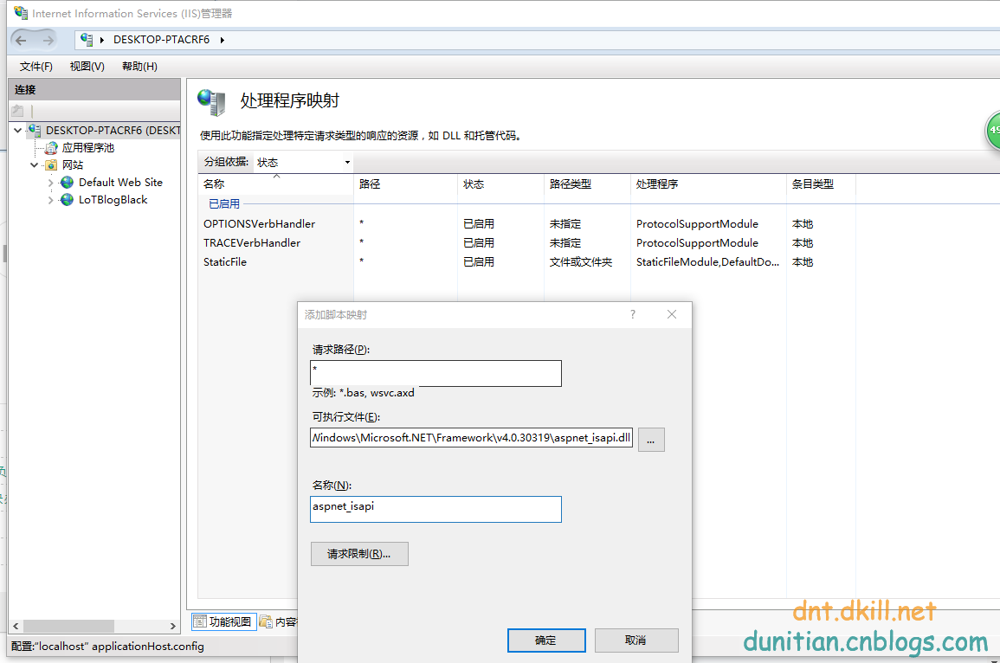 Internet Information Services (IIS)管理器
DESKTOP-PTACRF6
文件(F) 视图(V) 帮助(H)
连接
DESKTOP-PTACRF6 (DESKT
应用程序池
网站
Default Web Site
LoTBlogBlack
处理程序映射
使用此功能指定处理特定请求类型的响应的资源，如 DLL 和托管代码。
分组依据: 状态
名称 路径 状态 路径类型 处理程序 条目类型
已启用
OPTIONSVerbHandler * 已启用 未指定 ProtocolSupportModule 本地
TRACEVerbHandler * 已启用 未指定 ProtocolSupportModule 本地
StaticFile * 已启用 文件或文件夹 StaticFileModule,DefaultDo... 本地
49
添加脚本映射 ?
请求路径(P):
*
示例: *.bas, wsvc.axd
可执行文件(E):
Windows\Microsoft.NET\Framework\v4.0.30319\aspnet_isapi.dll ...
名称(N):
aspnet_isapi
请求限制(R)...
确定 取消
功能视图 内容
配置:"localhost" applicationHost.config
dnt.dkill.net
dunitian.cnblogs.com